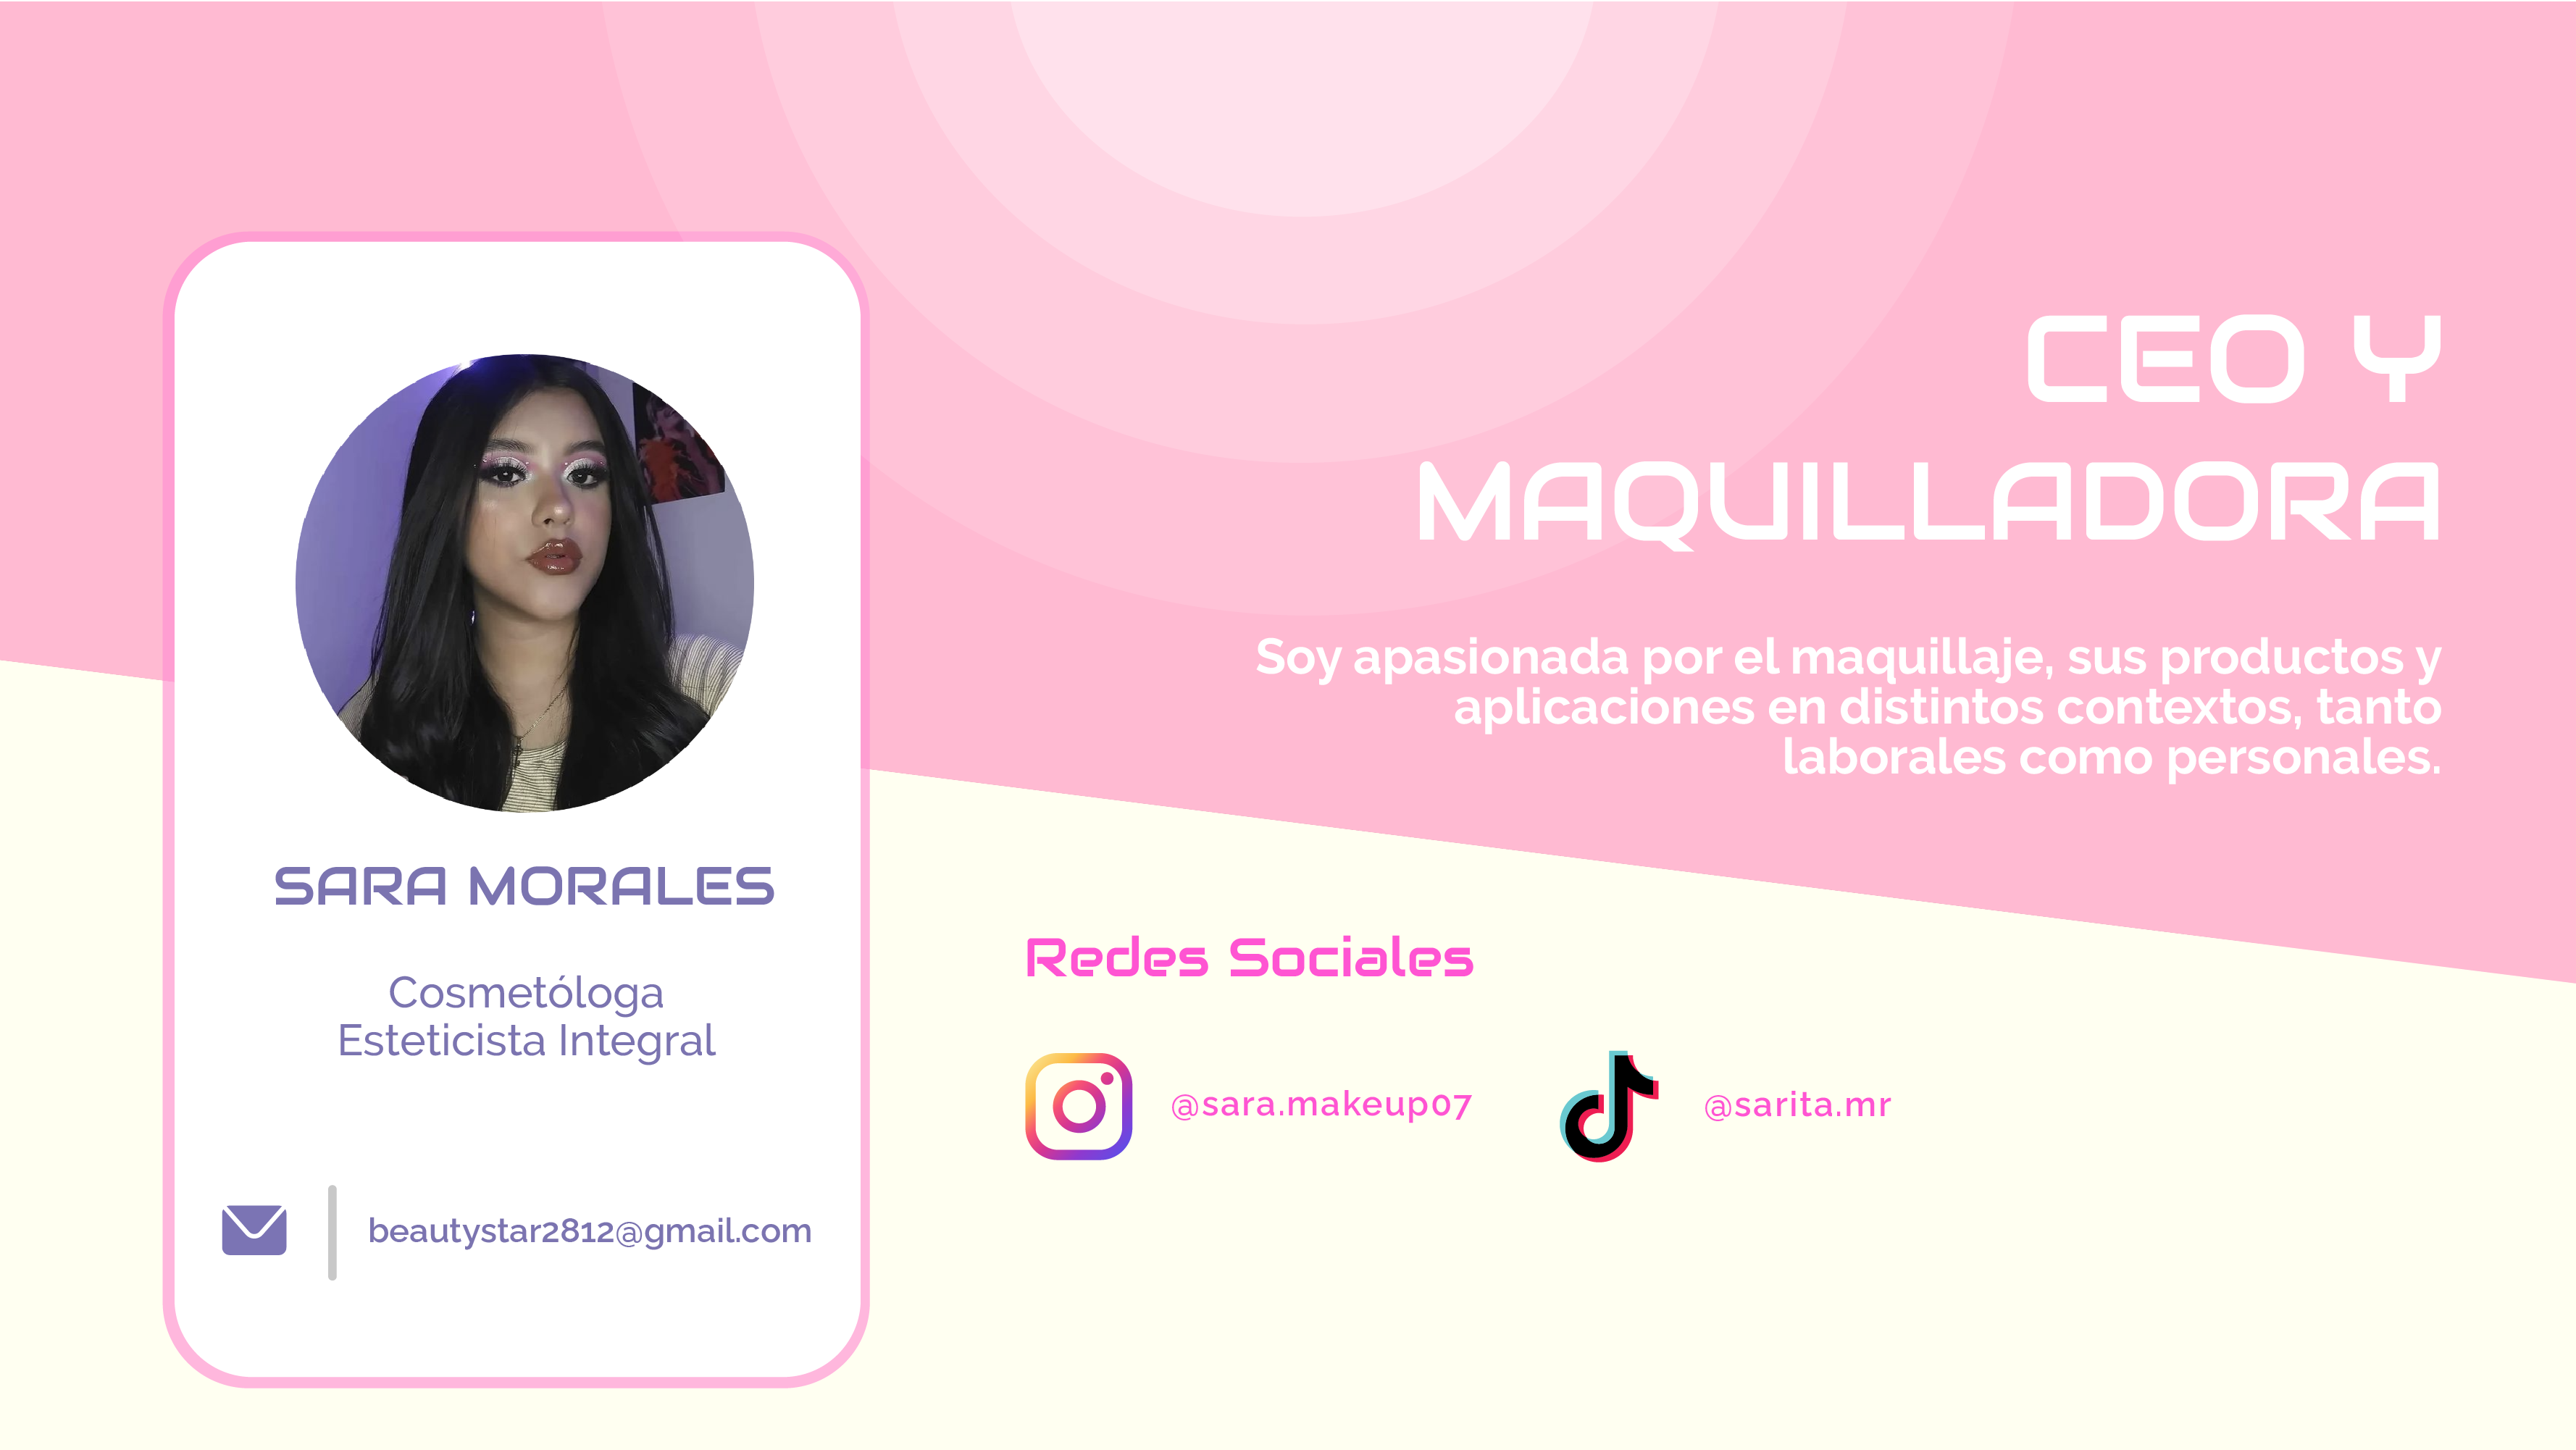 SARA MORALES
Cosmetóloga
Esteticista Integral
beautystar2812@gmail.com
CEO Y
MAQUILLADORA
Soy apasionada por el maquillaje, sus productos y
aplicaciones en distintos contextos, tanto
laborales como personales.
Redes Sociales
@sara.makeup07
@sarita.mr